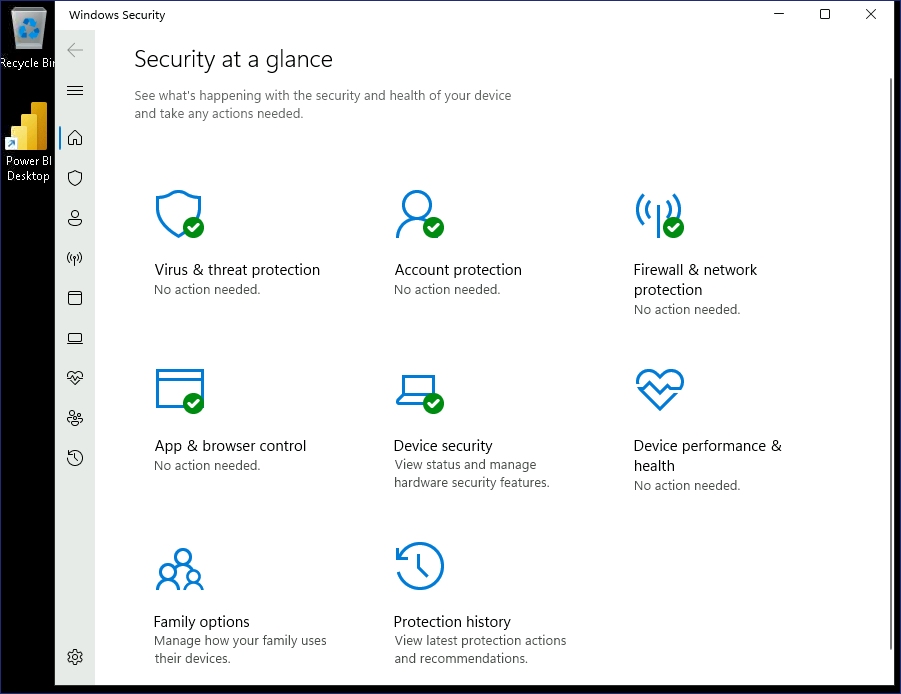 Windows Security
Recycle Bin
Power BI
Desktop
Security at a glance
See what's happening with the security and health of your device
and take any actions needed.
Virus & threat protection
No action needed.
Account protection
No action needed.
Firewall & network
protection
No action needed.
App & browser control
No action needed.
Device security
View status and manage
hardware security features.
Device performance &
health
No action needed.
Family options
Manage how your family uses
their devices.
Protection history
View latest protection actions
and recommendations.